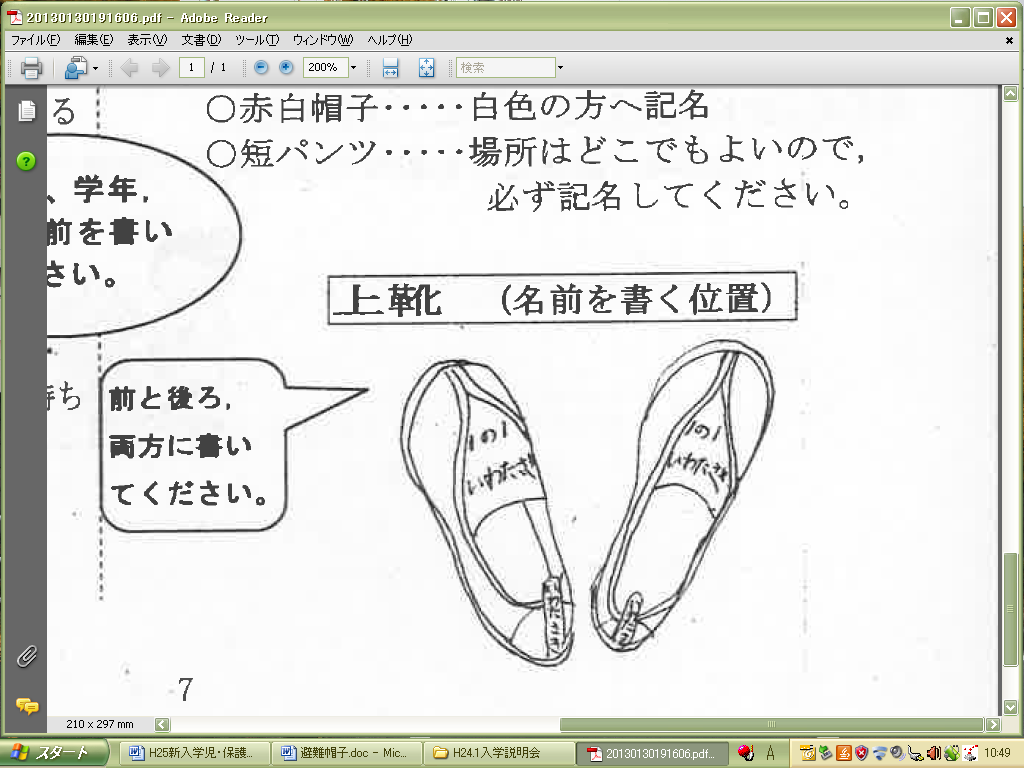 20130130191606.pdf - Adobe Reader
ファイル(F) 編集(E) 表示(V) 文書(D) ツール(T) ウィンドウ(W) ヘルプ(H)
1 / 1 200% 検索
る
○赤白帽子・・・・・白色の方へ記名
○短パンツ・・・・・場所はどこでもよいので,
必ず記名してください。
、学年,
前を書い
さい。
上靴 （名前を書く位置）
持ち
前と後ろ,
両方に書い
てください。
1の1
いわたさき
1の1
いわたさき
7
210 x 297 mm
スタート H25新入学児・保護... 避難帽子.doc - Mic... H24.1入学説明会 20130130191606.pdf... A 10:49